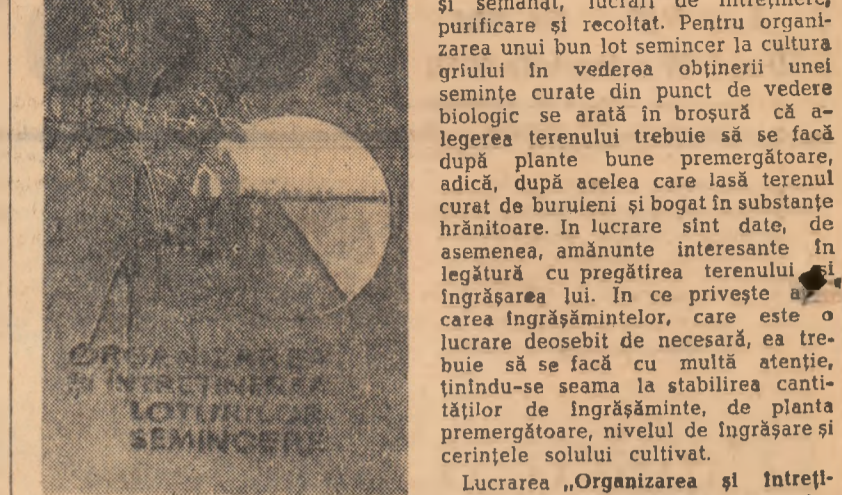 ORGANIZAREA
ȘI ÎNTREȚINEREA
LOTURILOR
SEMINCERE
și semănat, lucrări de întreținere,
purificare și recoltat. Pentru organi-
zarea unui bun lot semincer la cultura
grîului în vederea obținerii unei
semințe curate din punct de vedere
biologic se arată în broșură că a-
legerea terenului trebuie să se facă
după plante bune premergătoare,
adică, după acelea care lasă terenul
curat de buruieni și bogat în substanțe
hrănitoare. In lucrare sînt date, de
asemenea, amănunte interesante în
legătură cu pregătirea terenului și
îngrășarea lui. In ce privește
carea îngrășămintelor, care este o
lucrare deosebit de necesară, ea tre-
buie să se facă cu multă atenție,
ținîndu-se seama la stabilirea canti-
tăților de îngrășăminte, de planta
premergătoare, nivelul de îngrășare și
cerințele solului cultivat.
Lucrarea „Organizarea și întreți-